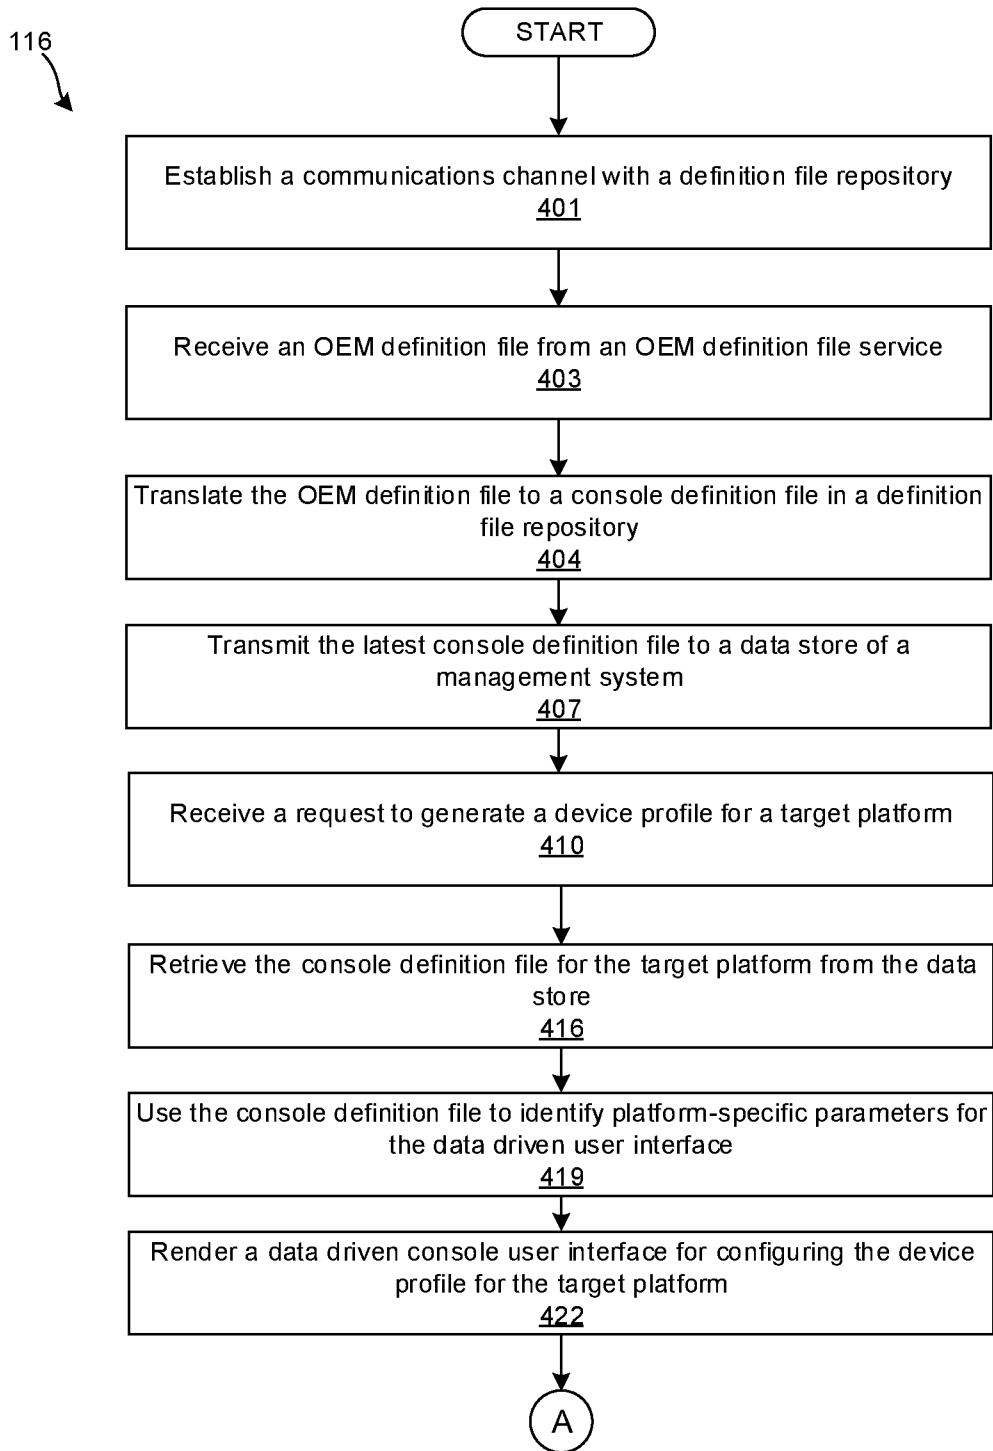 START
116
Establish a communications channel with a definition file repository
401
Receive an OEM definition file from an OEM definition file service
403
Translate the OEM definition file to a console definition file in a definition
file repository
404
Transmit the latest console definition file to a data store of a
management system
407
Receive a request to generate a device profile for a target platform
410
Retrieve the console definition file for the target platform from the data
store
416
Use the console definition file to identify platform-specific parameters for
the data driven user interface
419
Render a data driven console user interface for configuring the device
profile for the target platform
422
A